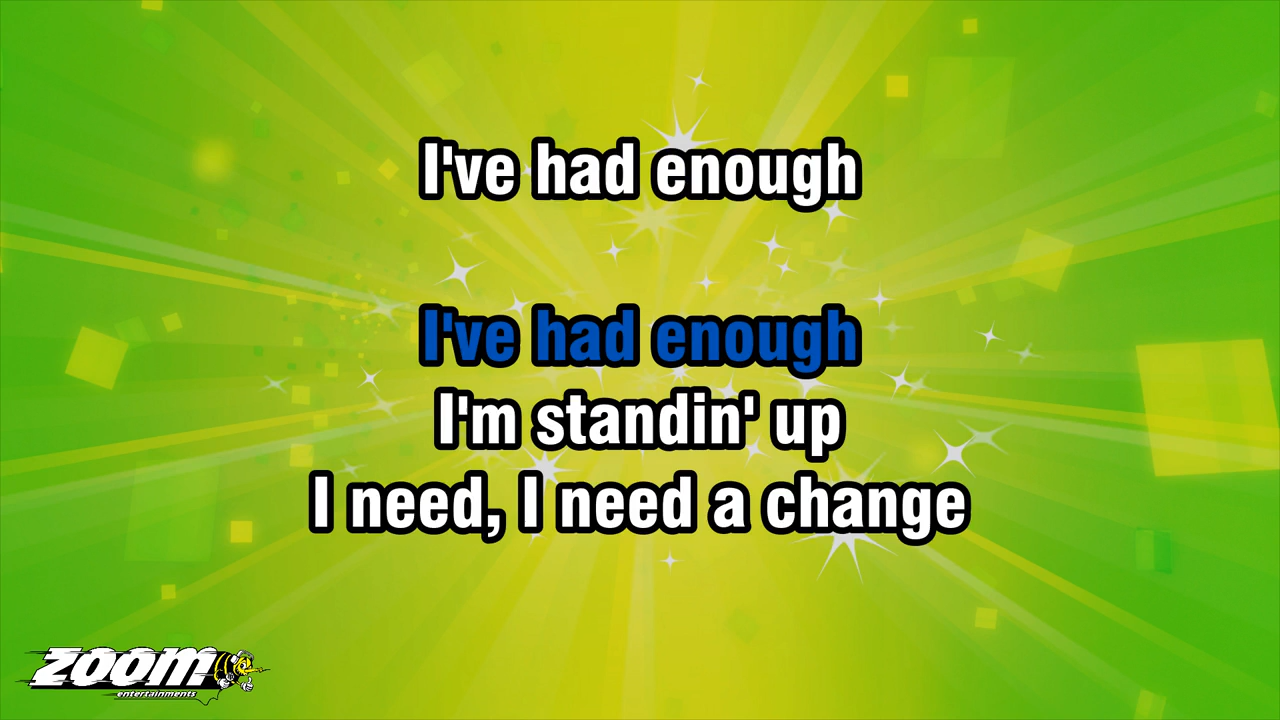 I've had enough
I've had enough
I'm standin' up
I need, I need a change
zoom
entertainments